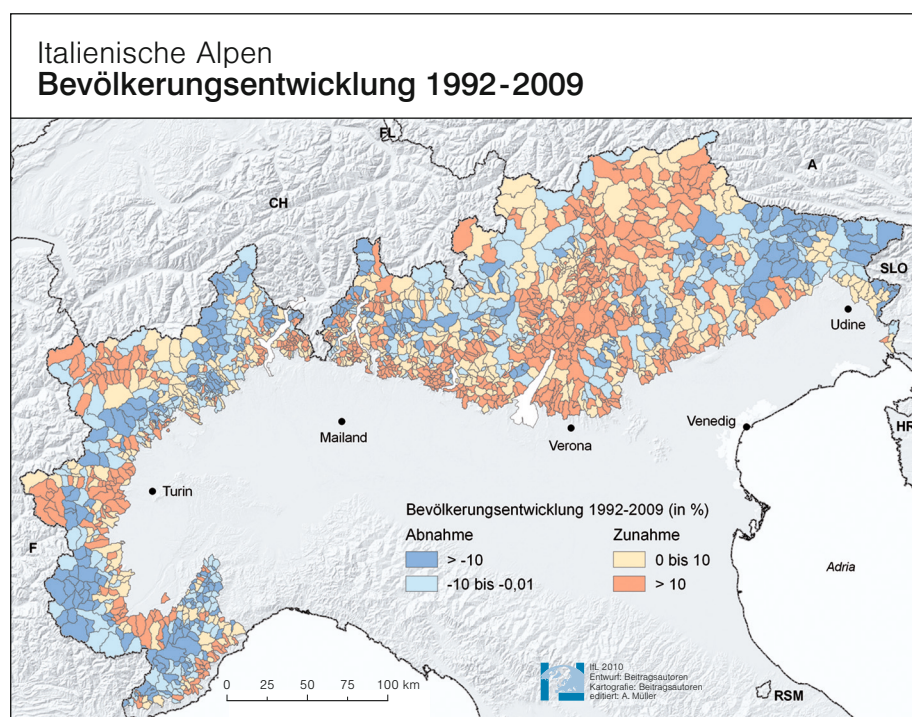 Italienische Alpen
Bevölkerungsentwicklung 1992-2009
FL
A
CH
SLO
Udine
Venedig
HR
Mailand
Verona
Turin
F
Bevölkerungsentwicklung 1992-2009 (in %)
Abnahme
Zunahme
> -10
0 bis 10
-10 bis -0,01
> 10
Adria
IfL 2010
Entwurf: Beitragsautoren
Kartografie: Beitragsautoren
editiert: A. Müller
0 25 50 75 100 km
RSM